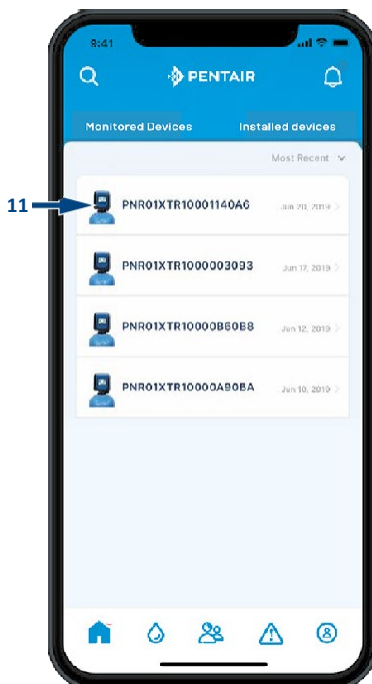 9:41
PENTAIR
Monitored Devices
Installed devices
Most Recent
11
PNR01XTR10001140A6
Jun 20, 2019
PNR01XTR1000003093
Jun 17, 2019
PNR01XTR10000B60B8
Jun 12, 2019
PNR01XTR10000A90BA
Jun 10, 2019